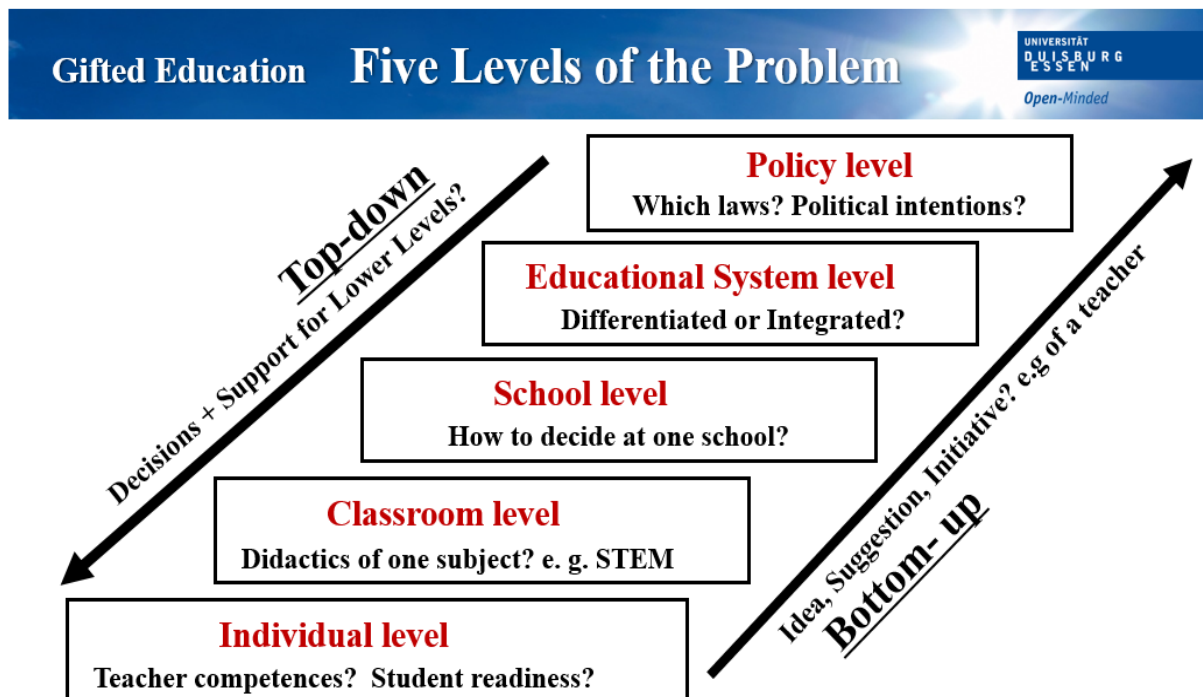 Gifted Education Five Levels of the Problem
UNIVERSITÄT
DUISBURG
ESSEN
Open-Minded
Top-down
Decisions + Support for Lower Levels?
Policy level
Which laws? Political intentions?
Educational System level
Differentiated or Integrated?
School level
How to decide at one school?
Classroom level
Didactics of one subject? e. g. STEM
Individual level
Teacher competences? Student readiness?
Idea, Suggestion, Initiative? e.g of a teacher
Bottom- up